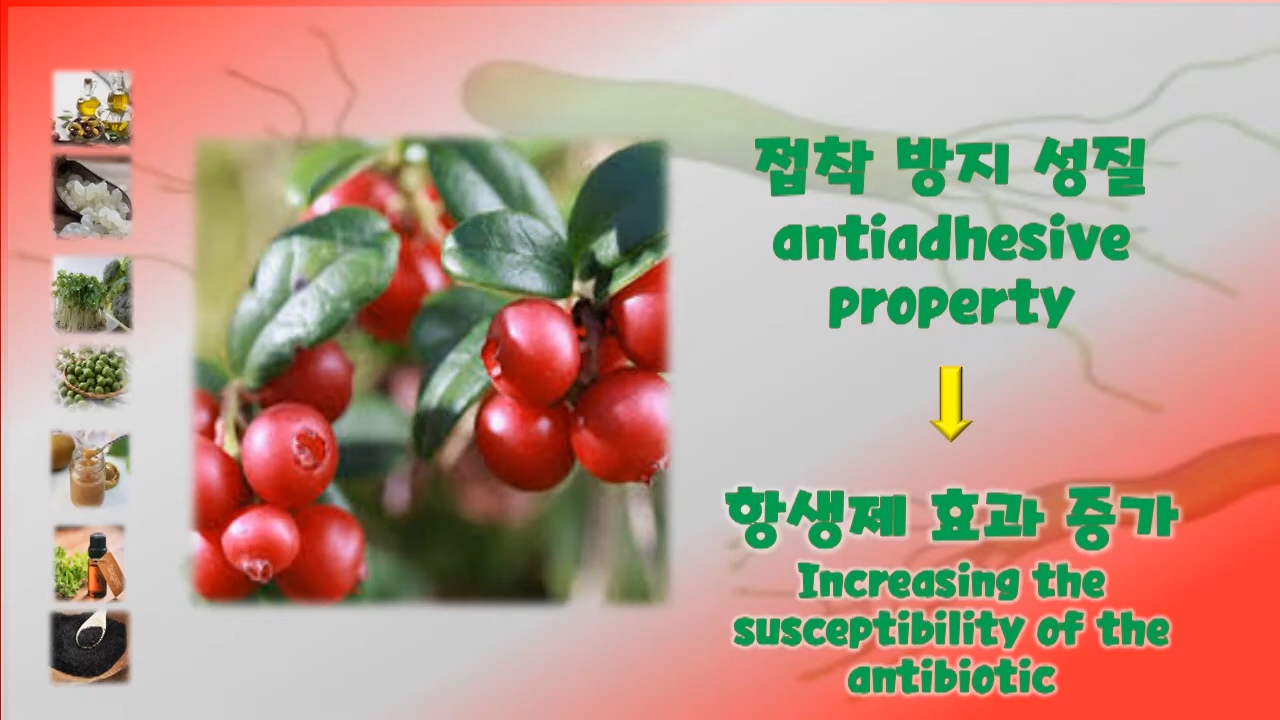 접착 방지 성질
antiadhesive
property
항생제 효과 증가
Increasing the
susceptibility of the
antibiotic